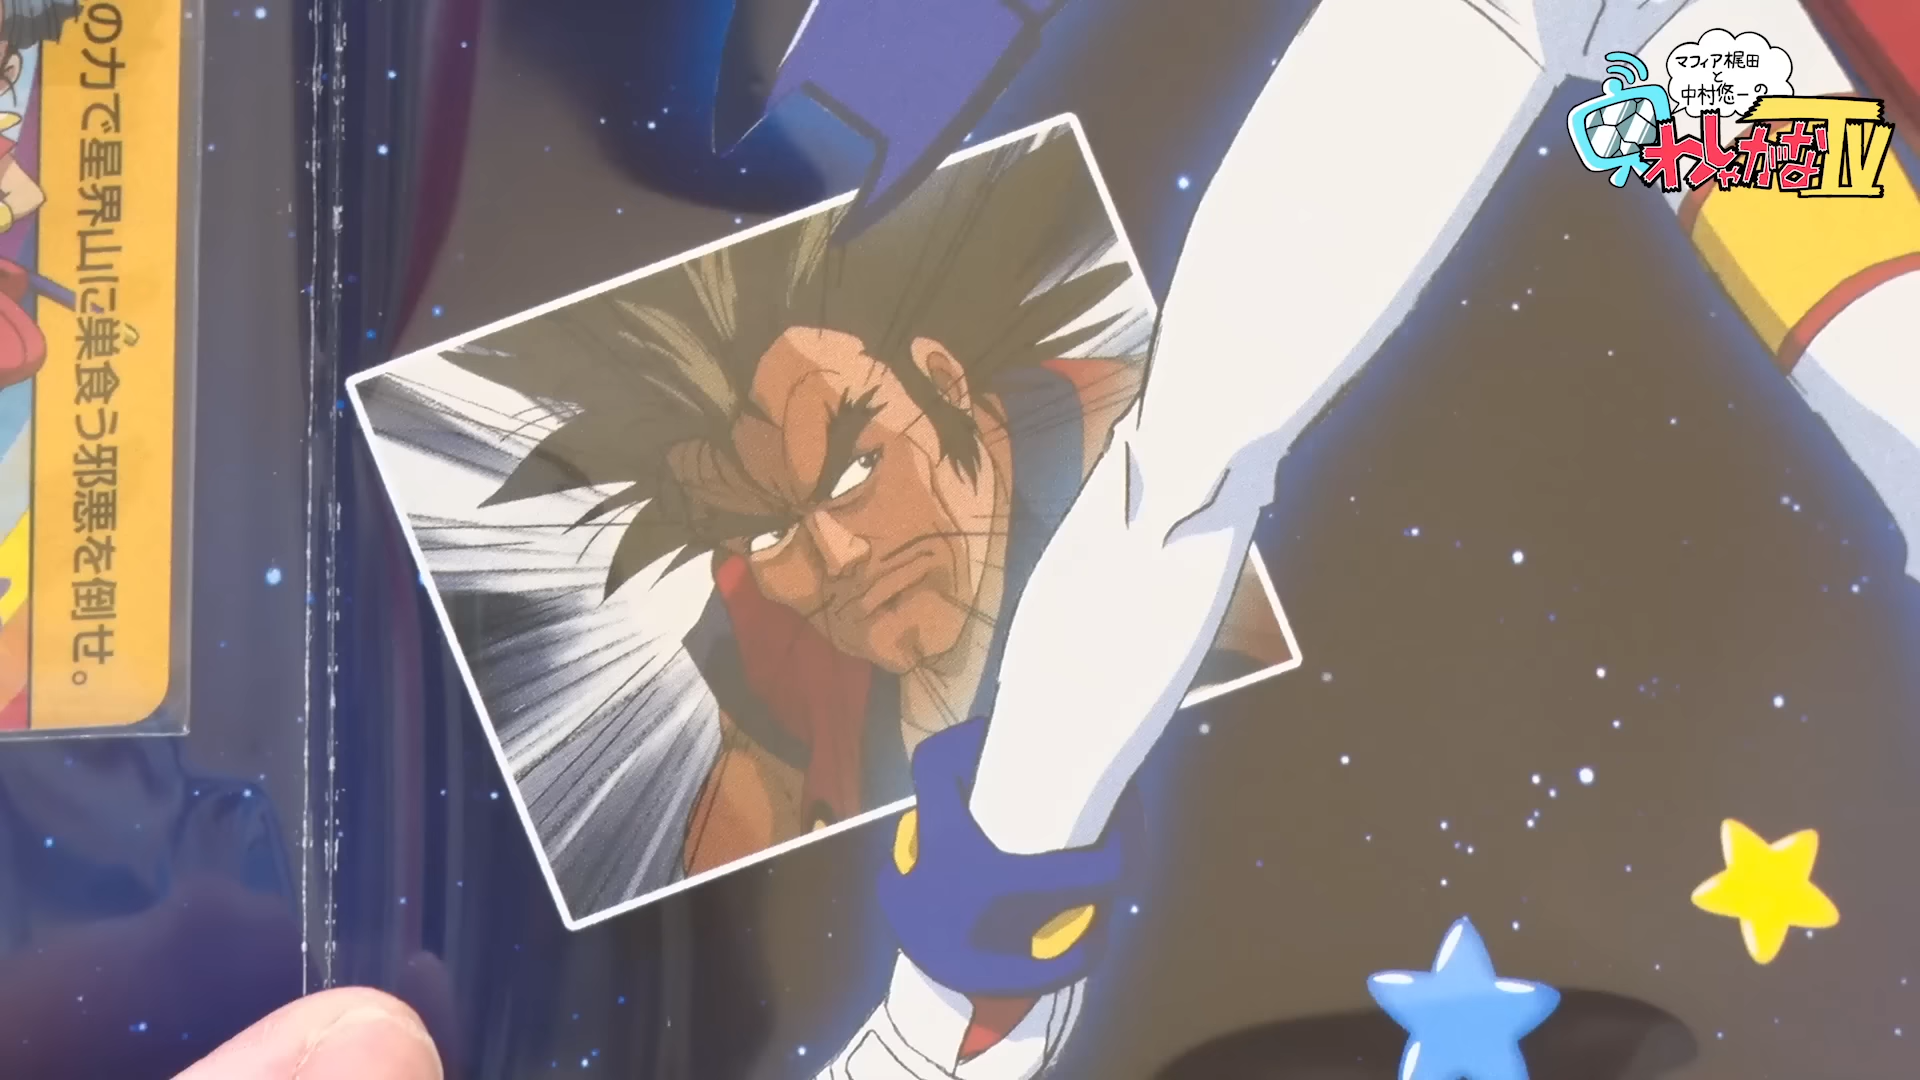 の力で星界山に巣食う邪悪を倒せ。
マフィア梶田
と
中村悠一の
わしゃがなTV